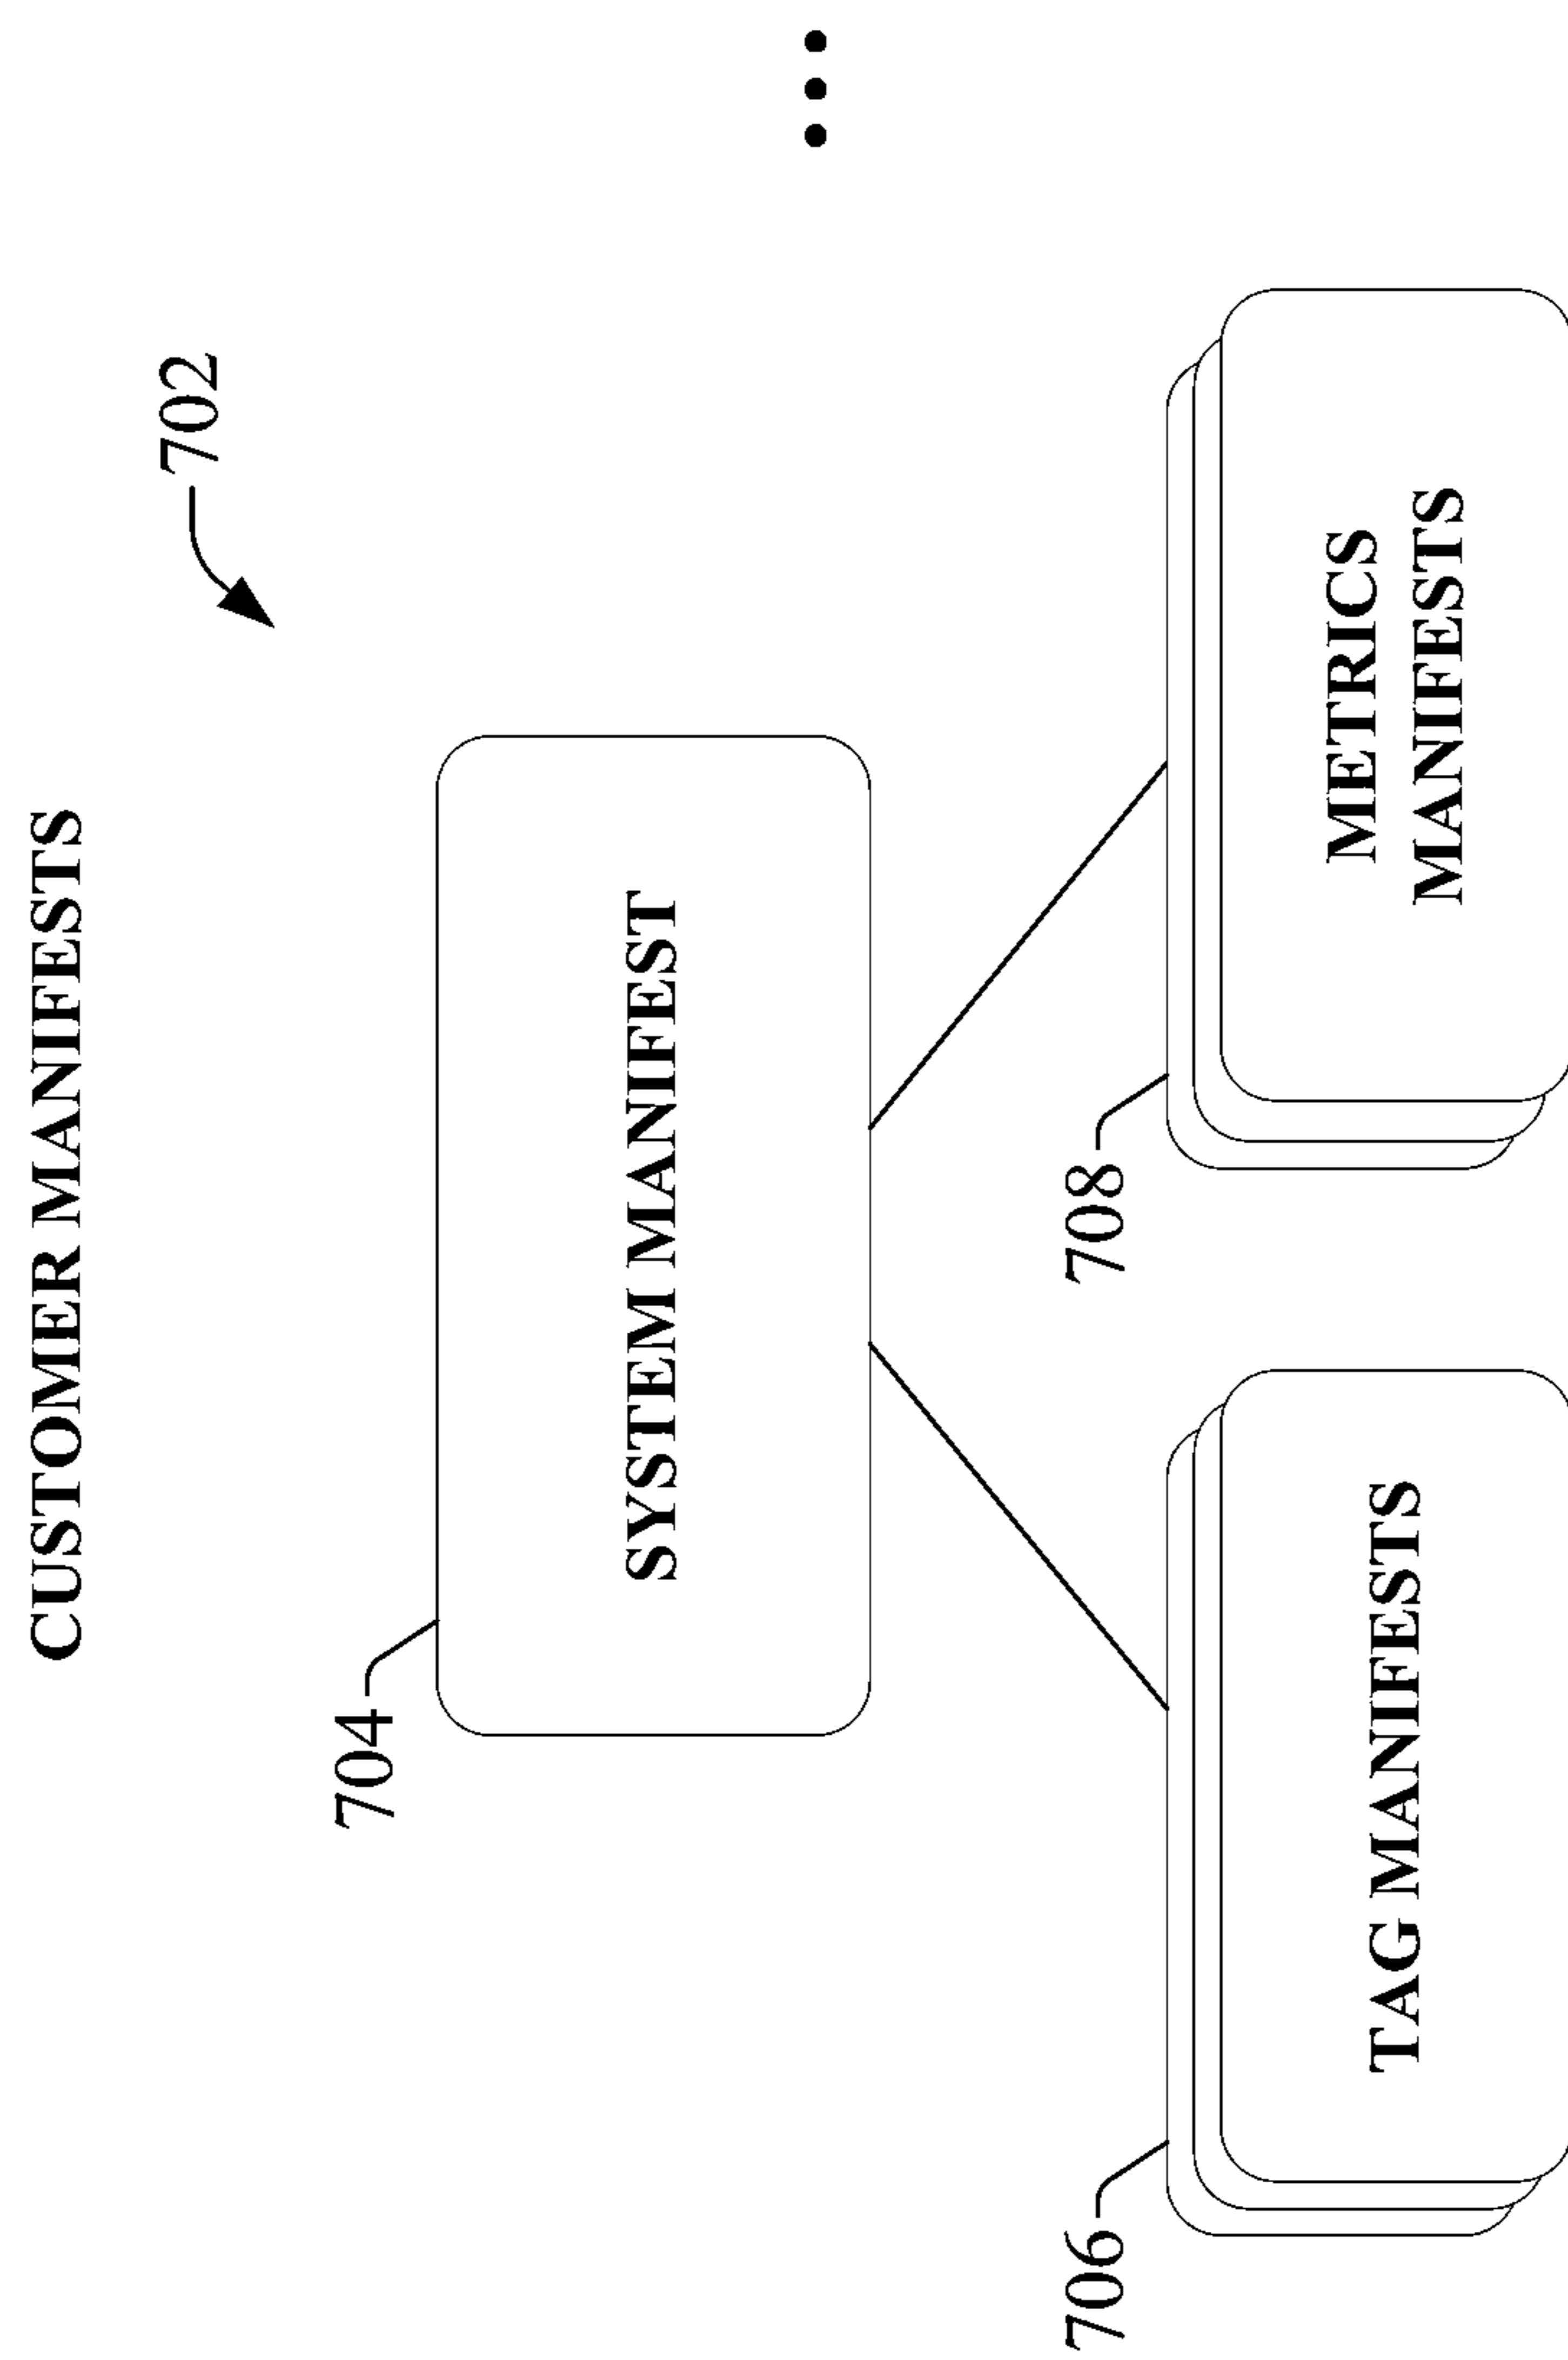 CUSTOMER MANIFESTS
702
704
SYSTEM MANIFEST
706
708
TAG MANIFESTS
METRICS
MANIFESTS